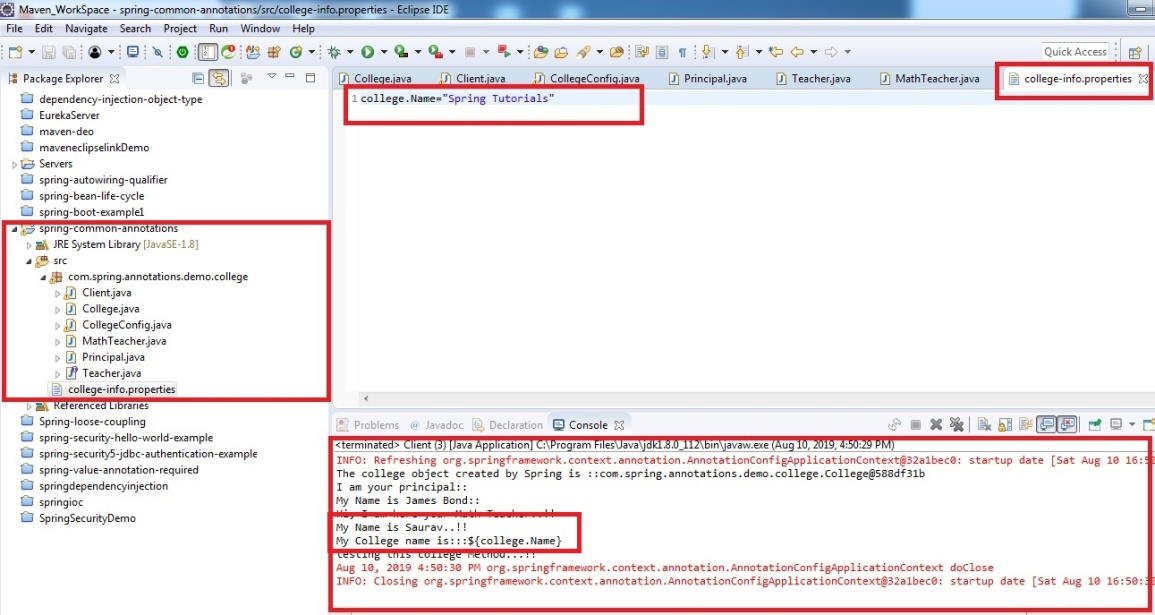 Maven_WorkSpace - spring-common-annotations/src/college-info.properties - Eclipse IDE
File Edit Navigate Search Project Run Window Help
Quick Access
Package Explorer
dependency-injection-object-type
EurekaServer
maven-deo
maveneclipselinkDemo
Servers
spring-autowiring-qualifier
spring-bean-life-cycle
spring-boot-example1
spring-common-annotations
JRE System Library [JavaSE-1.8]
src
com.spring.annotations.demo.college
Client.java
College.java
CollegeConfig.java
MathTeacher.java
Principal.java
Teacher.java
college-info.properties
Referenced Libraries
Spring-loose-coupling
spring-security-hello-world-example
spring-security5-jdbc-authentication-example
spring-value-annotation-required
springdependencyinjection
springioc
SpringSecurityDemo
College.java Client.java CollegeConfig.java Principal.java Teacher.java MathTeacher.java college-info.properties
1 college.Name="Spring Tutorials"
Problems @ Javadoc Declaration Console
<terminated> Client (3) [Java Application] C:\Program Files\Java\jdk1.8.0_112\bin\javaw.exe (Aug 10, 2019, 4:50:29 PM)
INFO: Refreshing org.springframework.context.annotation.AnnotationConfigApplicationContext@32a1bec0: startup date [Sat Aug 10 16:50
The college object created by Spring is ::com.spring.annotations.demo.college.College@588df31b
I am your principal::
My Name is James Bond::
Hi, I am here your Math Teacher..!!
My Name is Saurav..!!
My College name is:::${college.Name}
testing this college Method...!!
Aug 10, 2019 4:50:30 PM org.springframework.context.annotation.AnnotationConfigApplicationContext doClose
INFO: Closing org.springframework.context.annotation.AnnotationConfigApplicationContext@32a1bec0: startup date [Sat Aug 10 16:50:3